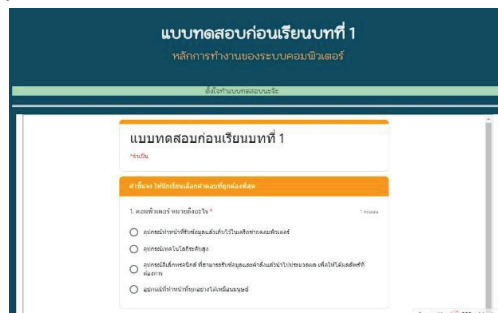 แบบทดสอบก่อนเรียนบทที่ 1
หลักการทำงานของระบบคอมพิวเตอร์
ตั้งใจทำแบบทดสอบนะจ๊ะ
แบบทดสอบก่อนเรียนบทที่ 1
*จำเป็น
คำชี้แจง ให้นักเรียนเลือกคำตอบที่ถูกต้องที่สุด
1. คอมพิวเตอร์ หมายถึงอะไร *
1 คะแนน
อุปกรณ์ทำหน้าที่รับข้อมูลแล้วเก็บไว้ในเครือข่ายคอมพิวเตอร์
อุปกรณ์เทคโนโลยีระดับสูง
อุปกรณ์อิเล็กทรอนิกส์ ที่สามารถรับข้อมูลและคำสั่งแล้วนำไปประมวลผล เพื่อให้ได้ผลลัพธ์ที่
ต้องการ
อุปกรณ์ที่ทำหน้าที่ทุกอย่างได้เหมือนมนุษย์